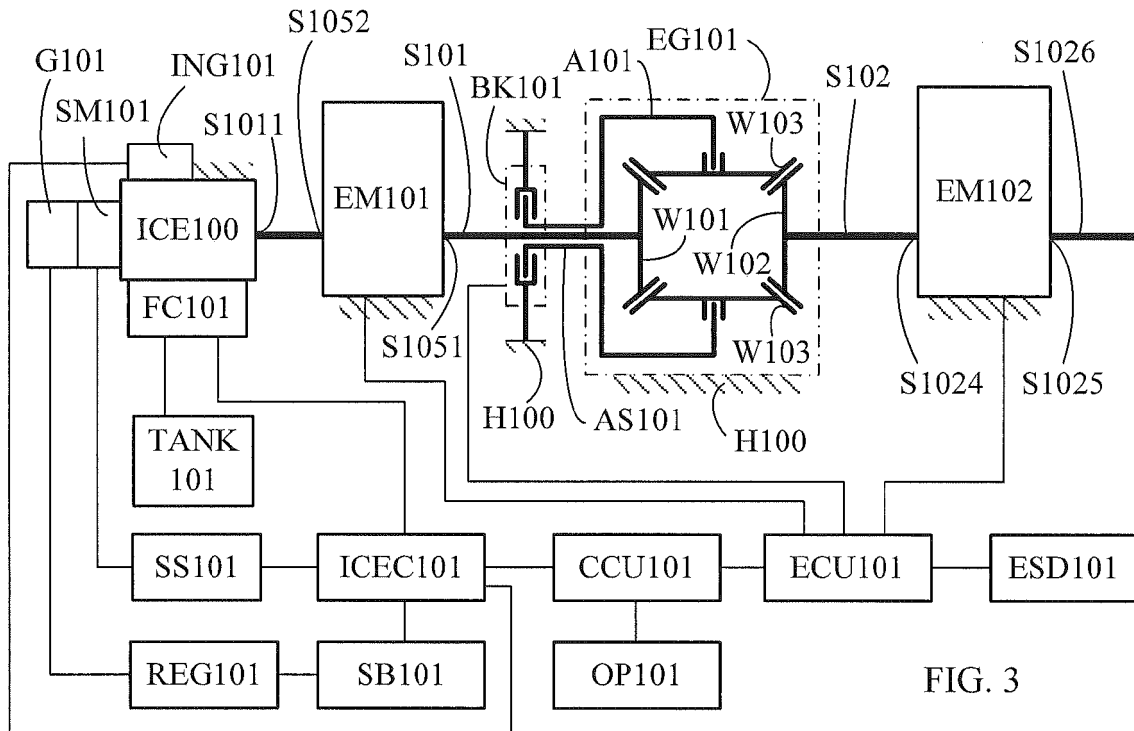 S1052
S101
EG101
A101
S1026
G101
ING101
BK101
S102
SM101
W103
S1011
EM101
EM102
ICE100
W101
W102
FC101
W103
S1051
S1024
S1025
H100
AS101
H100
TANK
101
SS101
ICEC101
CCU101
ECU101
ESD101
REG101
SB101
OP101
FIG. 3